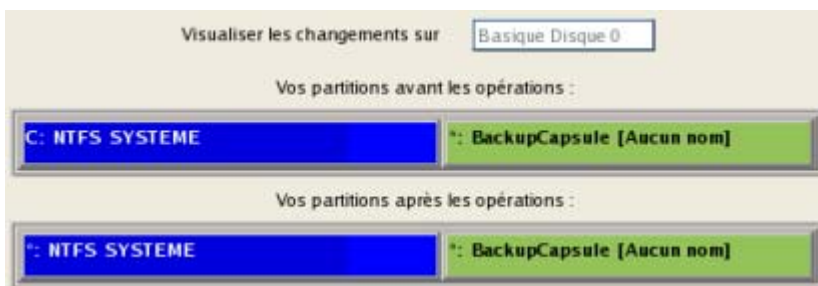 Visualiser les changements sur Basique Disque 0
Vos partitions avant les opérations :
C: NTFS SYSTEME *: BackupCapsule [Aucun nom]
Vos partitions après les opérations :
*: NTFS SYSTEME *: BackupCapsule [Aucun nom]